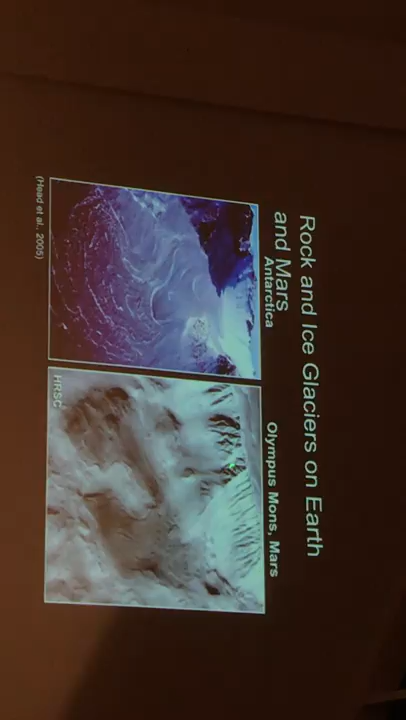 Rock and Ice Glaciers on Earth
and Mars
Antarctica
Olympus Mons, Mars
HRSC
(Head et al., 2005)